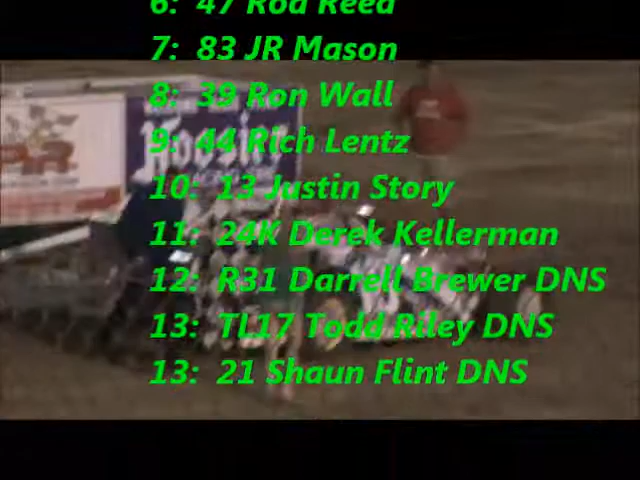 6: 47 Rod Reed
7: 83 JR Mason
8: 39 Ron Wall
9: 44 Rich Lentz
10: 13 Justin Story
11: 24K Derek Kellerman
12: R31 Darrell Brewer DNS
13: TL17 Todd Riley DNS
13: 21 Shaun Flint DNS